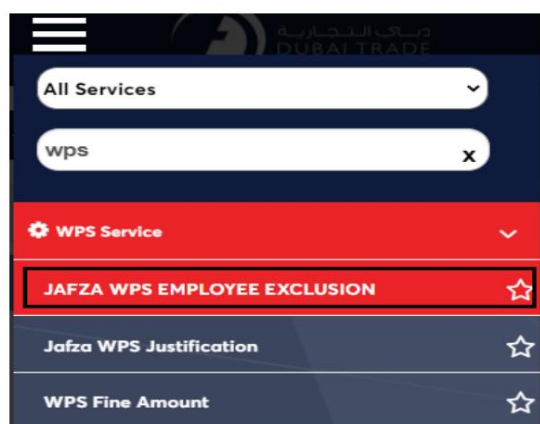 دبي التجارية
DUBAI TRADE
All Services
wps
x
WPS Service
JAFZA WPS EMPLOYEE EXCLUSION
Jafza WPS Justification
WPS Fine Amount